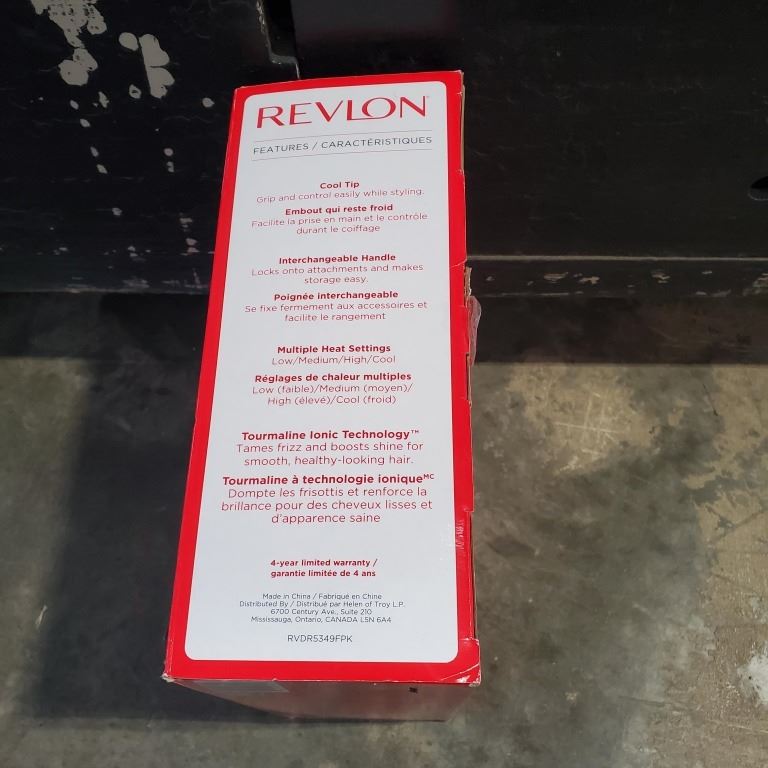 REVLON®
FEATURES / CARACTÉRISTIQUES
Cool Tip
Grip and control easily while styling.
Embout qui reste froid
Facilite la prise en main et le contrôle
durant le coiffage
Interchangeable Handle
Locks onto attachments and makes
storage easy.
Poignée interchangeable
Se fixe fermement aux accessoires et
facilite le rangement
Multiple Heat Settings
Low/Medium/High/Cool
Réglages de chaleur multiples
Low (faible)/Medium (moyen)/
High (élevé)/Cool (froid)
Tourmaline Ionic Technology™
Tames frizz and boosts shine for
smooth, healthy-looking hair.
Tourmaline à technologie ioniqueᴹᶜ
Dompte les frisottis et renforce la
brillance pour des cheveux lisses et
d'apparence saine
4-year limited warranty /
garantie limitée de 4 ans
Made in China / Fabriqué en Chine
Distributed By / Distribué par Helen of Troy L.P.
6700 Century Ave., Suite 210
Mississauga, Ontario, CANADA L5N 6A4
RVDR5349FPK